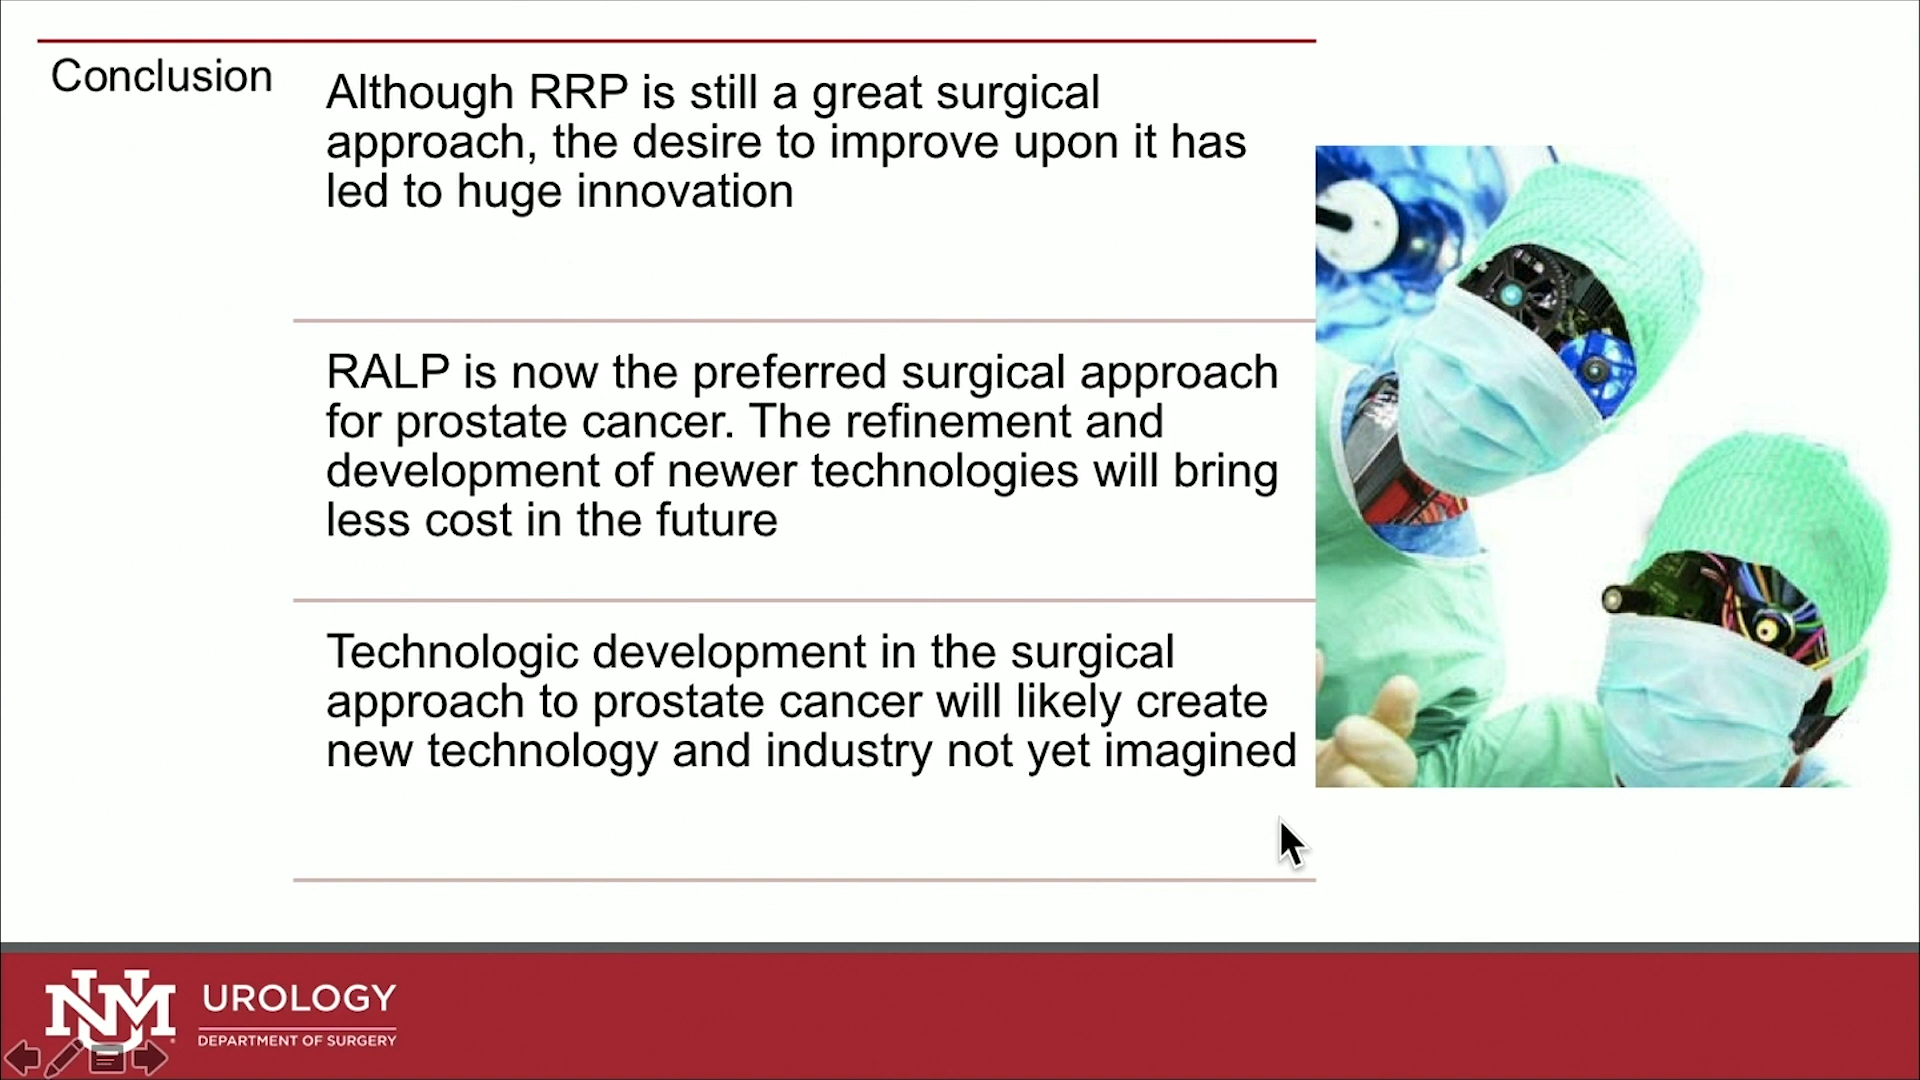 Conclusion
Although RRP is still a great surgical
approach, the desire to improve upon it has
led to huge innovation
RALP is now the preferred surgical approach
for prostate cancer. The refinement and
development of newer technologies will bring
less cost in the future
Technologic development in the surgical
approach to prostate cancer will likely create
new technology and industry not yet imagined
UNM
UROLOGY
DEPARTMENT OF SURGERY